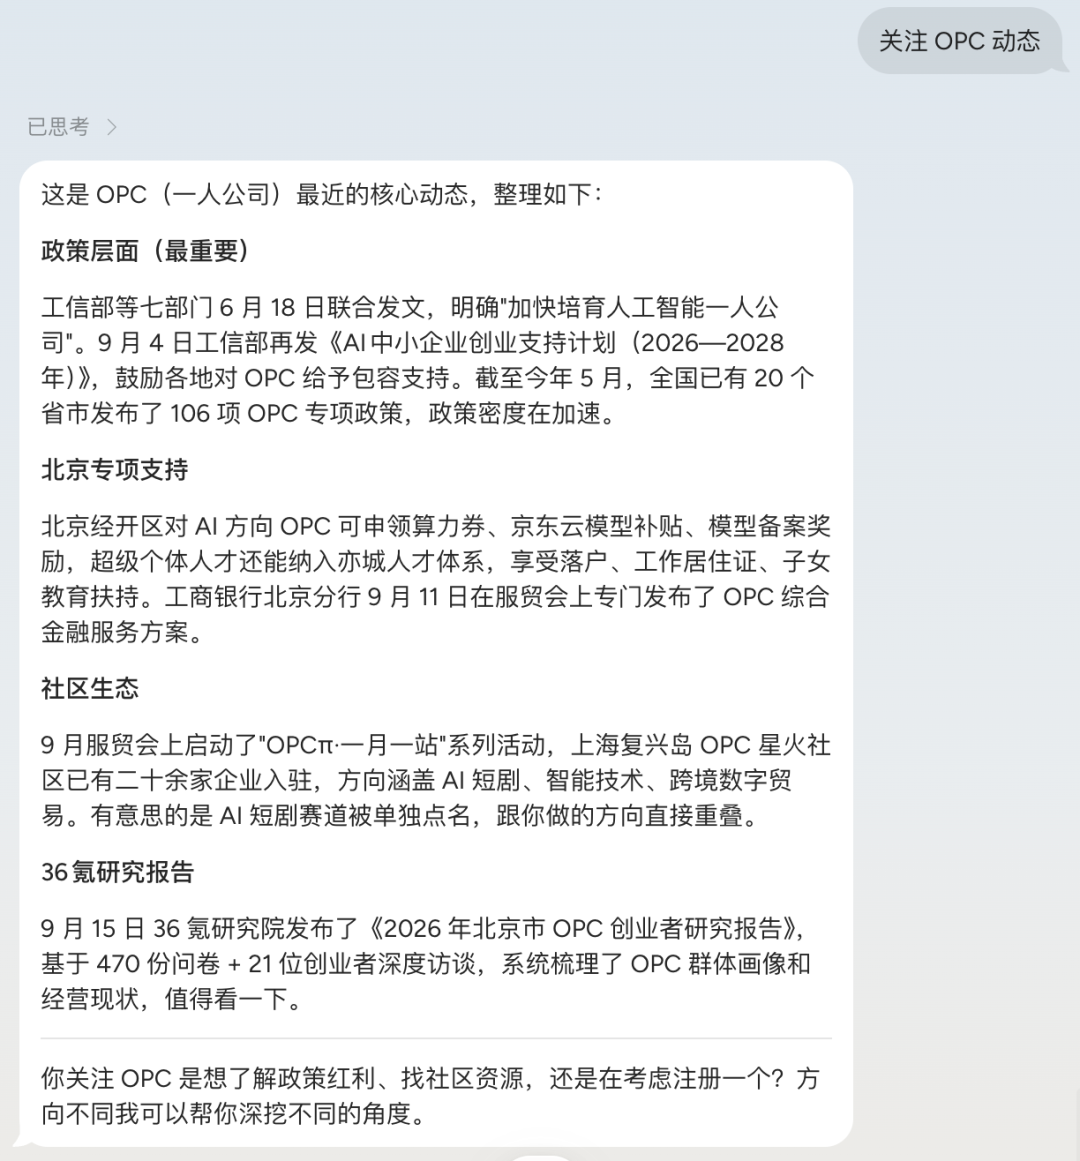 关注 OPC 动态
已思考 >
这是 OPC（一人公司）最近的核心动态，整理如下：
政策层面（最重要）
工信部等七部门 6 月 18 日联合发文，明确"加快培育人工智能一人公
司"。9 月 4 日工信部再发《AI 中小企业创业支持计划（2026—2028
年）》，鼓励各地对 OPC 给予包容支持。截至今年 5 月，全国已有 20 个
省市发布了 106 项 OPC 专项政策，政策密度在加速。
北京专项支持
北京经开区对 AI 方向 OPC 可申领算力券、京东云模型补贴、模型备案奖
励，超级个体人才还能纳入亦城人才体系，享受落户、工作居住证、子女
教育扶持。工商银行北京分行 9 月 11 日在服贸会上专门发布了 OPC 综合
金融服务方案。
社区生态
9 月服贸会上启动了"OPCπ·一月一站"系列活动，上海复兴岛 OPC 星火社
区已有二十余家企业入驻，方向涵盖 AI 短剧、智能技术、跨境数字贸
易。有意思的是 AI 短剧赛道被单独点名，跟你做的方向直接重叠。
36 氪研究报告
9 月 15 日 36 氪研究院发布了《2026 年北京市 OPC 创业者研究报告》，
基于 470 份问卷 + 21 位创业者深度访谈，系统梳理了 OPC 群体画像和
经营现状，值得看一下。
你关注 OPC 是想了解政策红利、找社区资源，还是在考虑注册一个？方
向不同我可以帮你深挖不同的角度。